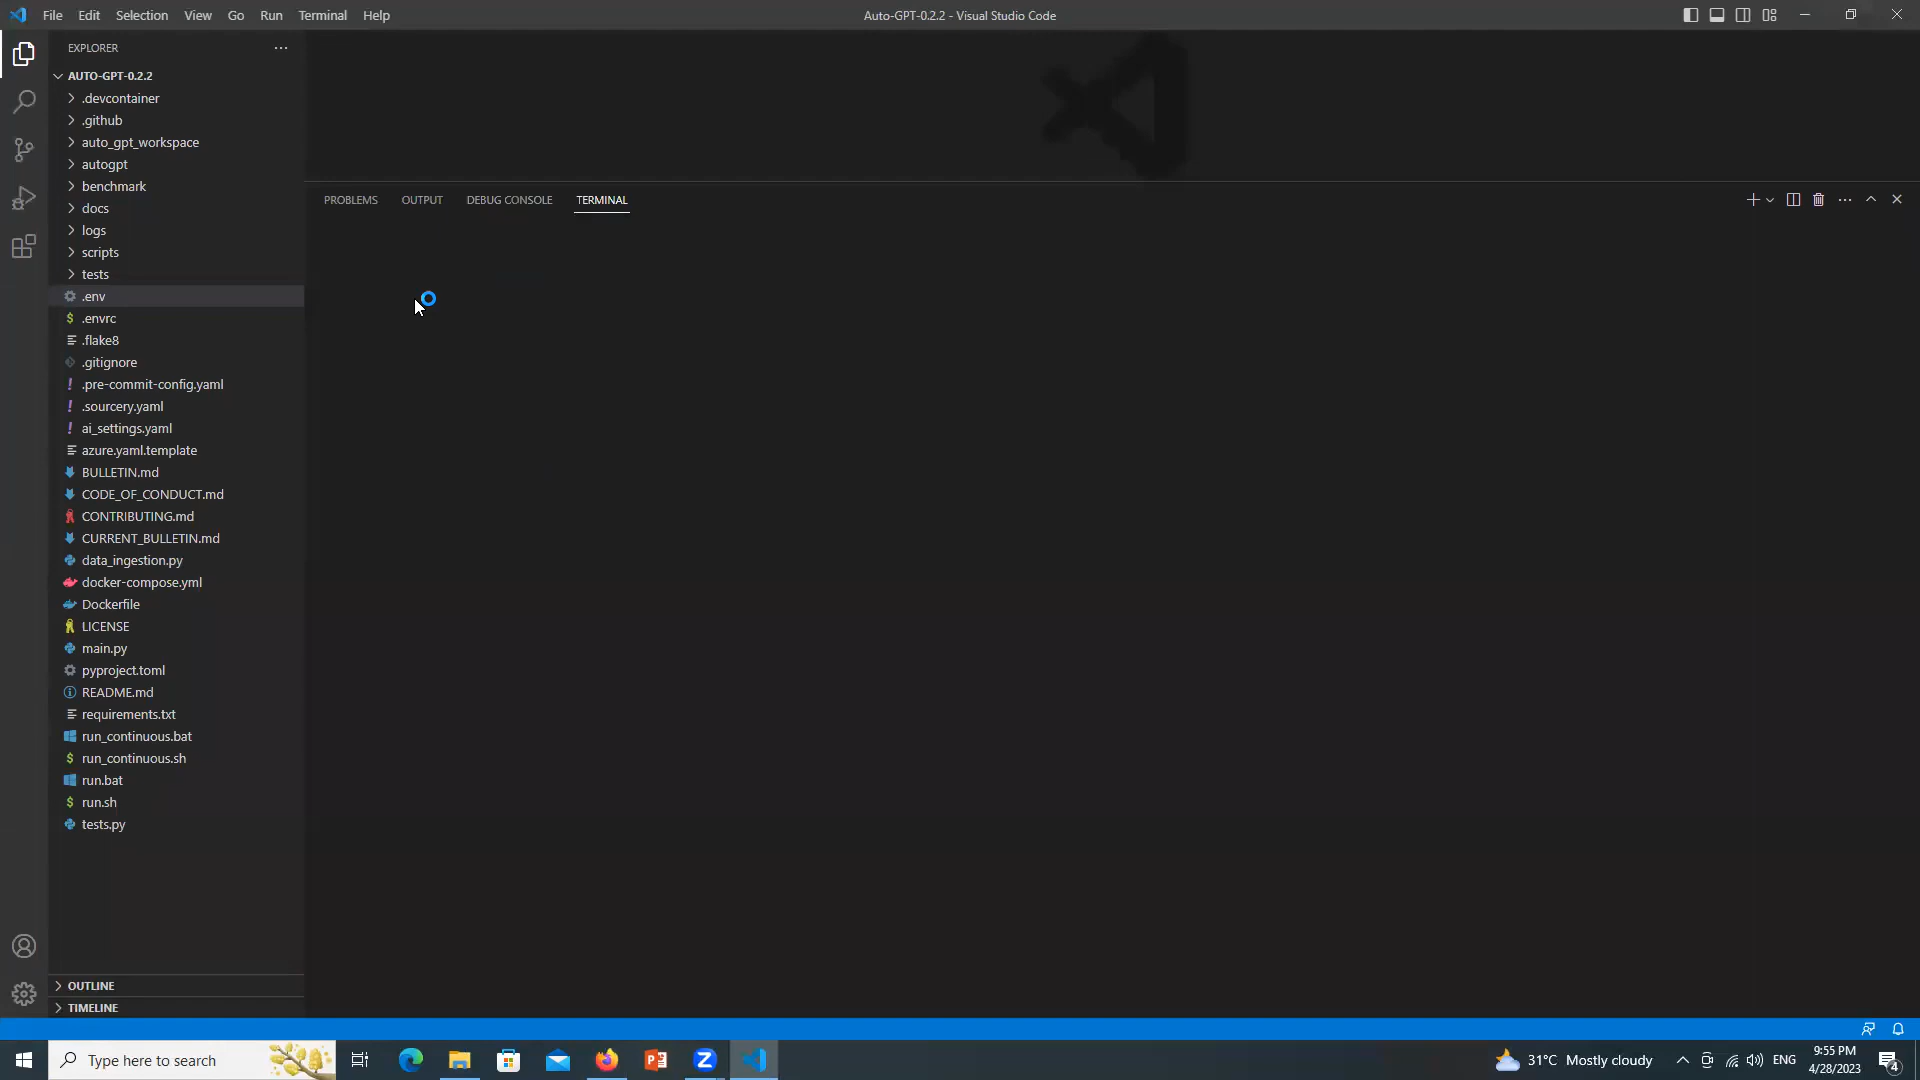 File Edit Selection View Go Run Terminal Help
Auto-GPT-0.2.2 - Visual Studio Code
EXPLORER
AUTO-GPT-0.2.2
.devcontainer
.github
auto_gpt_workspace
autogpt
benchmark
docs
logs
scripts
tests
.env
.envrc
.flake8
.gitignore
.pre-commit-config.yaml
.sourcery.yaml
ai_settings.yaml
azure.yaml.template
BULLETIN.md
CODE_OF_CONDUCT.md
CONTRIBUTING.md
CURRENT_BULLETIN.md
data_ingestion.py
docker-compose.yml
Dockerfile
LICENSE
main.py
pyproject.toml
README.md
requirements.txt
run_continuous.bat
run_continuous.sh
run.bat
run.sh
tests.py
OUTLINE
TIMELINE
PROBLEMS OUTPUT DEBUG CONSOLE TERMINAL
Type here to search
31°C Mostly cloudy
ENG
9:55 PM
4/28/2023
4